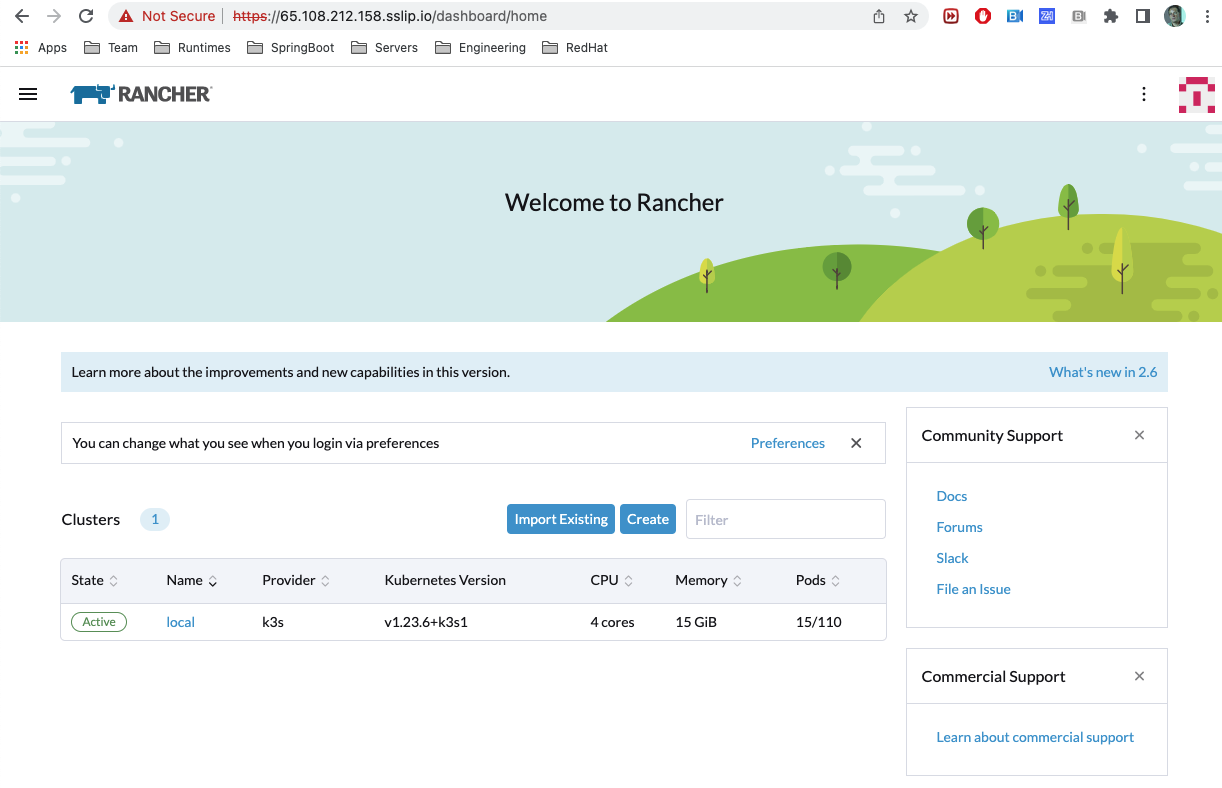 Not Secure https://65.108.212.158.sslip.io/dashboard/home
Apps Team Runtimes SpringBoot Servers Engineering RedHat
RANCHER
Welcome to Rancher
Learn more about the improvements and new capabilities in this version. What's new in 2.6
You can change what you see when you login via preferences Preferences
Clusters 1 Import Existing Create Filter
State Name Provider Kubernetes Version CPU Memory Pods
Active local k3s v1.23.6+k3s1 4 cores 15 GiB 15/110
Community Support
Docs
Forums
Slack
File an Issue
Commercial Support
Learn about commercial support